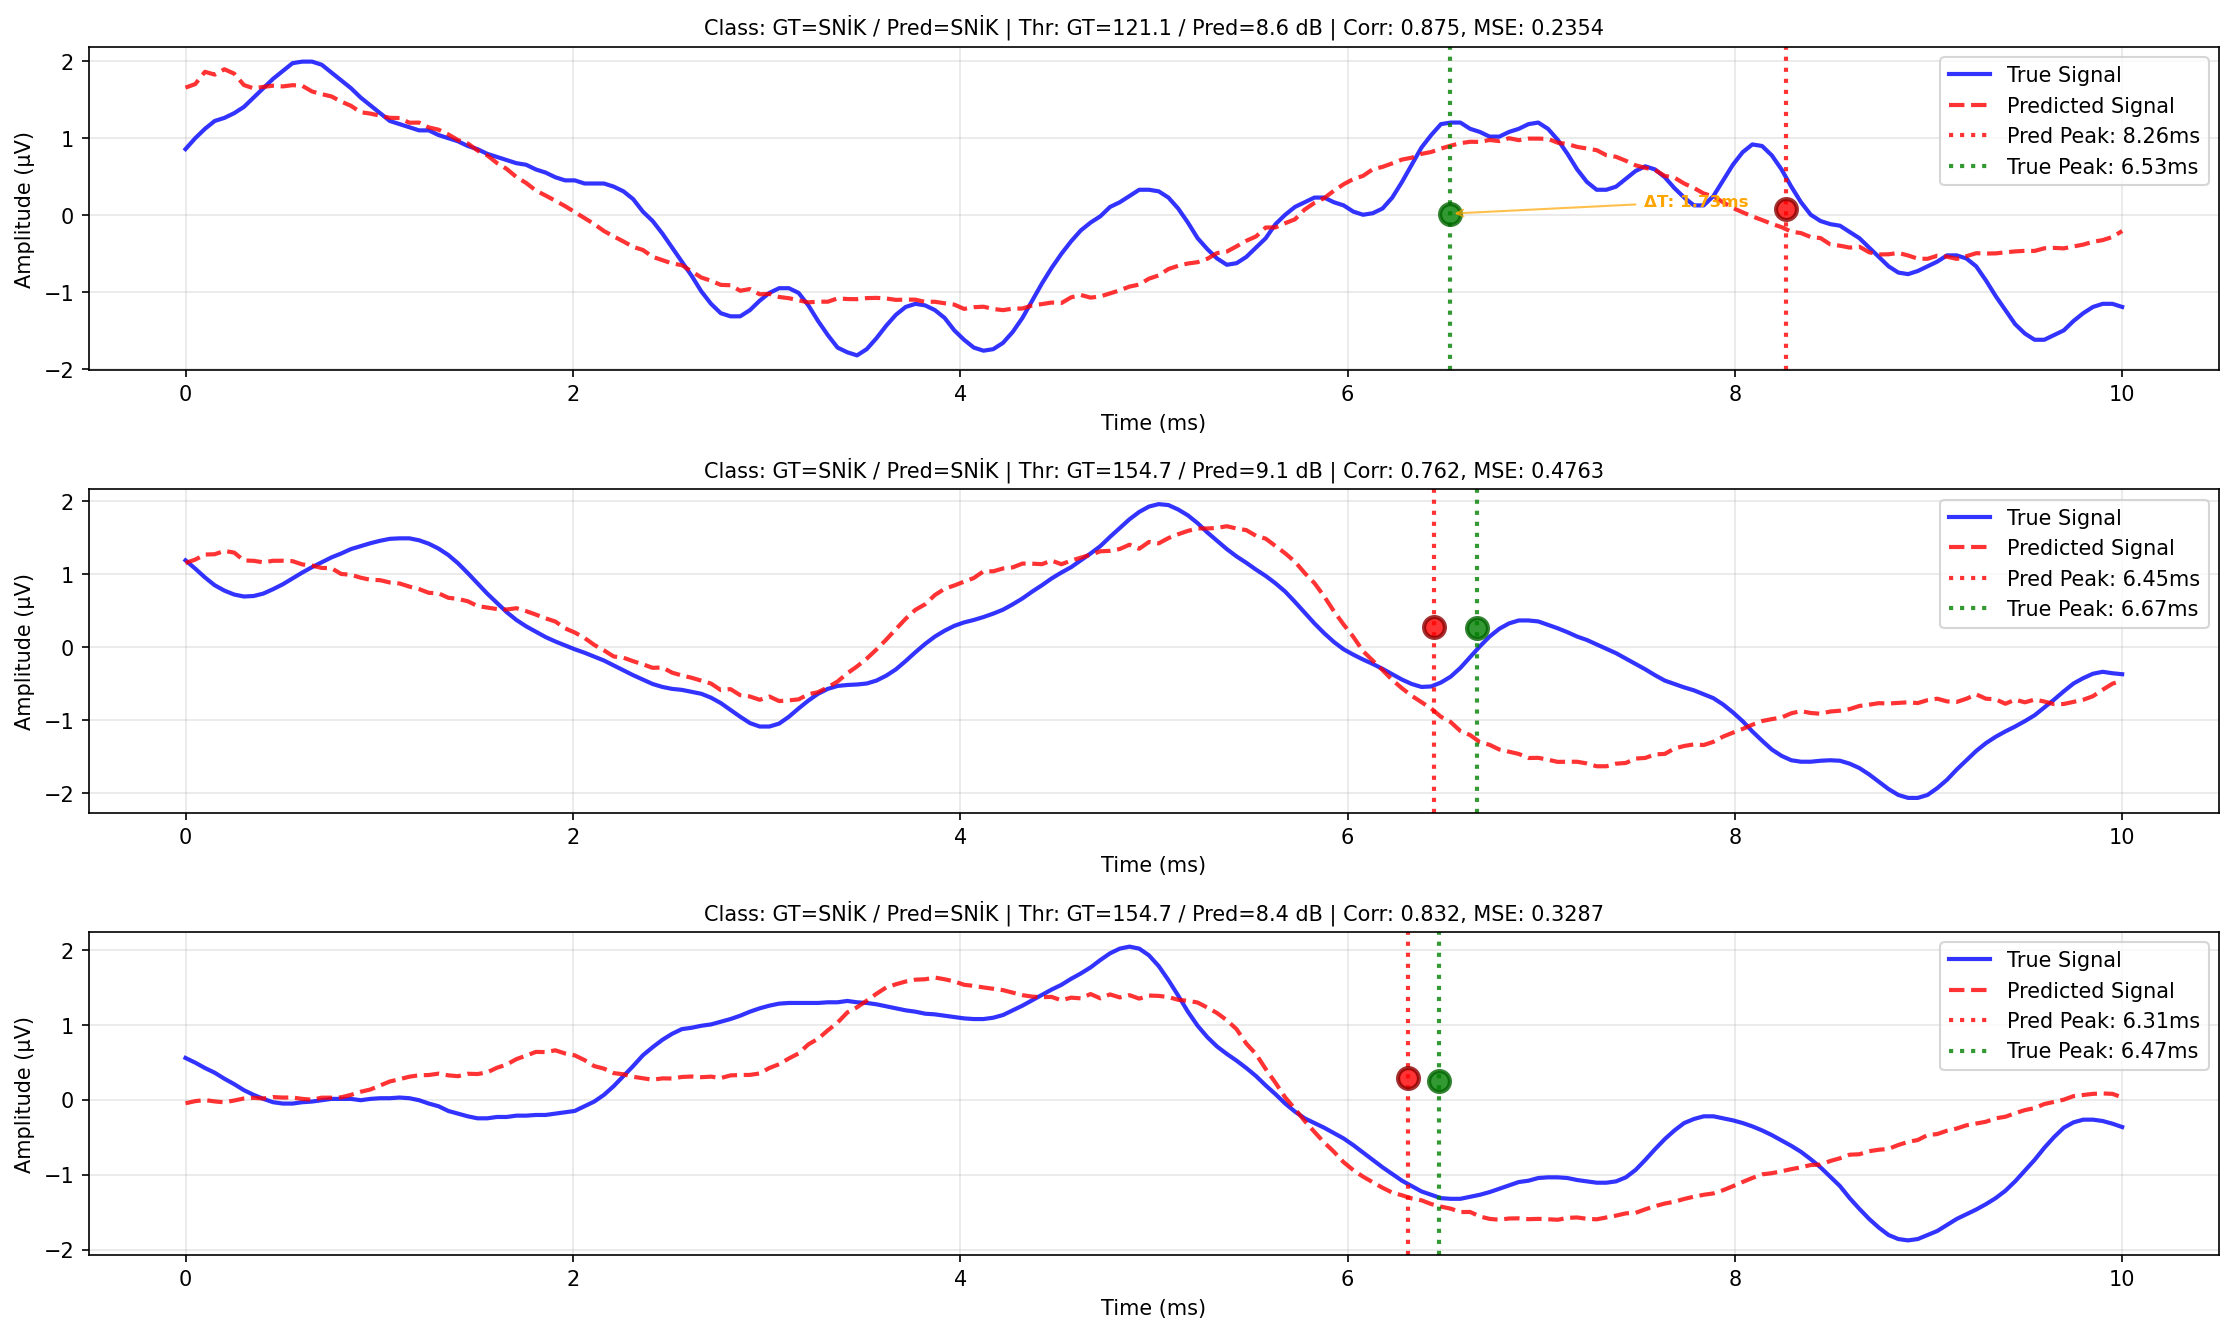 Class: GT=SNİK / Pred=SNİK | Thr: GT=121.1 / Pred=8.6 dB | Corr: 0.875, MSE: 0.2354
2
1
0
−1
−2
Amplitude (μV)
True Signal
Predicted Signal
Pred Peak: 8.26ms
True Peak: 6.53ms
ΔT: 1.73ms
0
2
4
6
8
10
Time (ms)
Class: GT=SNİK / Pred=SNİK | Thr: GT=154.7 / Pred=9.1 dB | Corr: 0.762, MSE: 0.4763
2
1
0
−1
−2
Amplitude (μV)
True Signal
Predicted Signal
Pred Peak: 6.45ms
True Peak: 6.67ms
0
2
4
6
8
10
Time (ms)
Class: GT=SNİK / Pred=SNİK | Thr: GT=154.7 / Pred=8.4 dB | Corr: 0.832, MSE: 0.3287
2
1
0
−1
−2
Amplitude (μV)
True Signal
Predicted Signal
Pred Peak: 6.31ms
True Peak: 6.47ms
0
2
4
6
8
10
Time (ms)